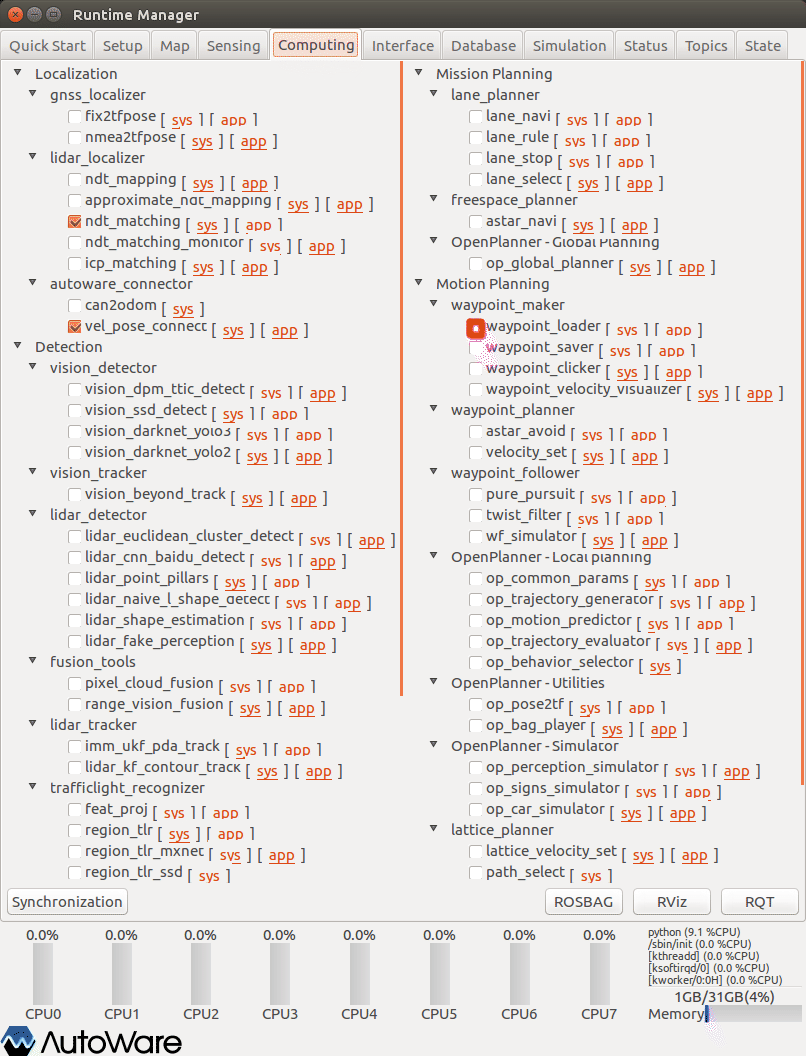 Runtime Manager
Quick Start Setup Map Sensing Computing Interface Database Simulation Status Topics State
Localization
gnss_localizer
fix2tfpose [ sys ] [ app ]
nmea2tfpose [ sys ] [ app ]
lidar_localizer
ndt_mapping [ sys ] [ app ]
approximate_ndt_mapping [ sys ] [ app ]
ndt_matching [ sys ] [ app ]
ndt_matching_monitor [ sys ] [ app ]
icp_matching [ sys ] [ app ]
autoware_connector
can2odom [ sys ]
vel_pose_connect [ sys ] [ app ]
Detection
vision_detector
vision_dpm_ttic_detect [ sys ] [ app ]
vision_ssd_detect [ sys ] [ app ]
vision_darknet_yolo3 [ sys ] [ app ]
vision_darknet_yolo2 [ sys ] [ app ]
vision_tracker
vision_beyond_track [ sys ] [ app ]
lidar_detector
lidar_euclidean_cluster_detect [ sys ] [ app ]
lidar_cnn_baidu_detect [ sys ] [ app ]
lidar_point_pillars [ sys ] [ app ]
lidar_naive_l_shape_detect [ sys ] [ app ]
lidar_shape_estimation [ sys ] [ app ]
lidar_fake_perception [ sys ] [ app ]
fusion_tools
pixel_cloud_fusion [ sys ] [ app ]
range_vision_fusion [ sys ] [ app ]
lidar_tracker
imm_ukf_pda_track [ sys ] [ app ]
lidar_kf_contour_track [ sys ] [ app ]
trafficlight_recognizer
feat_proj [ sys ] [ app ]
region_tlr [ sys ] [ app ]
region_tlr_mxnet [ sys ] [ app ]
region_tlr_ssd [ sys ]
Mission Planning
lane_planner
lane_navi [ sys ] [ app ]
lane_rule [ sys ] [ app ]
lane_stop [ sys ] [ app ]
lane_select [ sys ] [ app ]
freespace_planner
astar_navi [ sys ] [ app ]
OpenPlanner - Global Planning
op_global_planner [ sys ] [ app ]
Motion Planning
waypoint_maker
waypoint_loader [ sys ] [ app ]
waypoint_saver [ sys ] [ app ]
waypoint_clicker [ sys ] [ app ]
waypoint_velocity_visualizer [ sys ] [ app ]
waypoint_planner
astar_avoid [ sys ] [ app ]
velocity_set [ sys ] [ app ]
waypoint_follower
pure_pursuit [ sys ] [ app ]
twist_filter [ sys ] [ app ]
wf_simulator [ sys ] [ app ]
OpenPlanner - Local planning
op_common_params [ sys ] [ app ]
op_trajectory_generator [ sys ] [ app ]
op_motion_predictor [ sys ] [ app ]
op_trajectory_evaluator [ sys ] [ app ]
op_behavior_selector [ sys ]
OpenPlanner - Utilities
op_pose2tf [ sys ] [ app ]
op_bag_player [ sys ] [ app ]
OpenPlanner - Simulator
op_perception_simulator [ sys ] [ app ]
op_signs_simulator [ sys ] [ app ]
op_car_simulator [ sys ] [ app ]
lattice_planner
lattice_velocity_set [ sys ] [ app ]
path_select [ sys ]
Synchronization ROSBAG RViz RQT
0.0% 0.0% 0.0% 0.0% 0.0% 0.0% 0.0% 0.0%
CPU0 CPU1 CPU2 CPU3 CPU4 CPU5 CPU6 CPU7
python (9.1 %CPU)
/sbin/init (0.0 %CPU)
[kthreadd] (0.0 %CPU)
[ksoftirqd/0] (0.0 %CPU)
[kworker/0:0H] (0.0 %CPU)
1GB/31GB(4%)
Memory
AutoWare